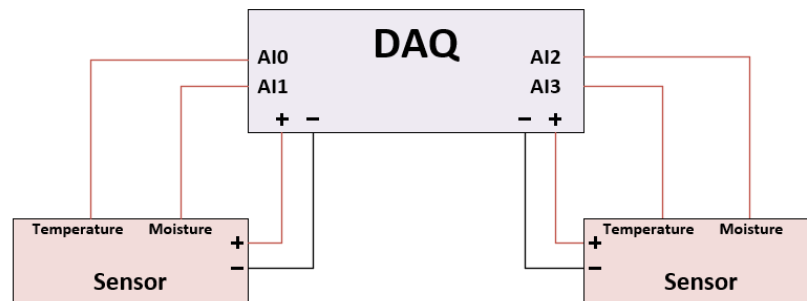 DAQ
AI0 AI2
AI1 AI3
+ − − +
Temperature Moisture Temperature Moisture
+ +
− −
Sensor Sensor